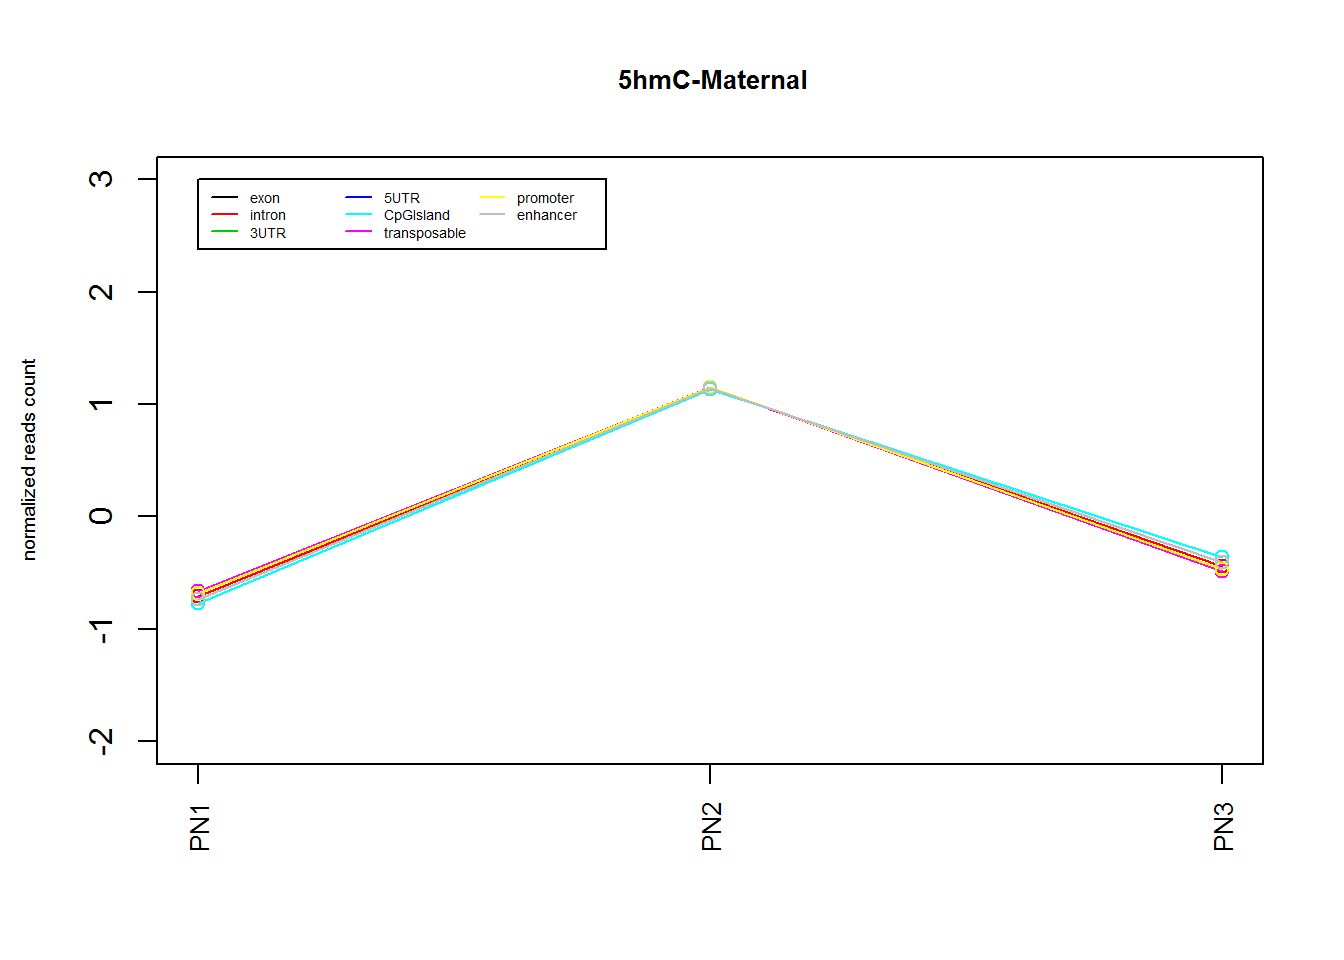 5hmC-Maternal
exon
intron
3UTR
5UTR
CpGIsland
transposable
promoter
enhancer
normalized reads count
3
2
1
0
-1
-2
PN1
PN2
PN3